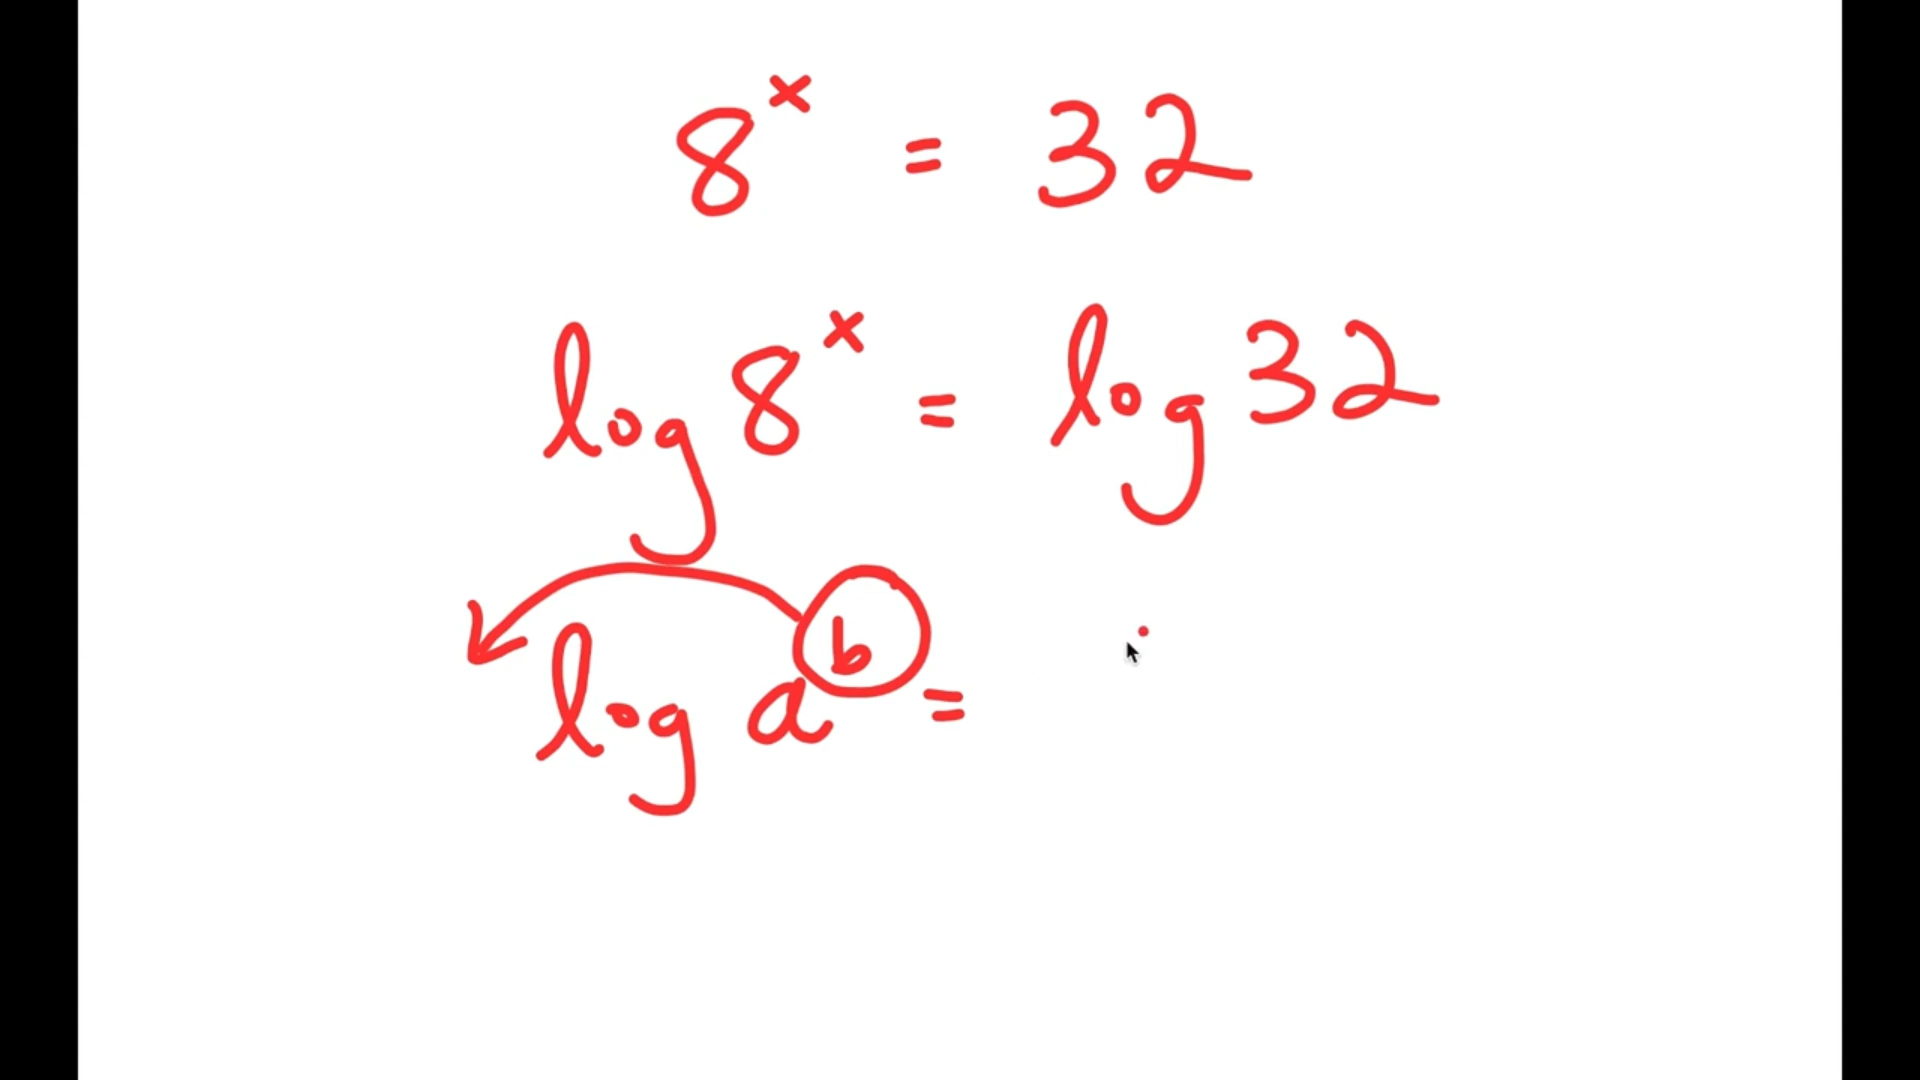 8^x = 32
log 8^x = log 32
log a^b =